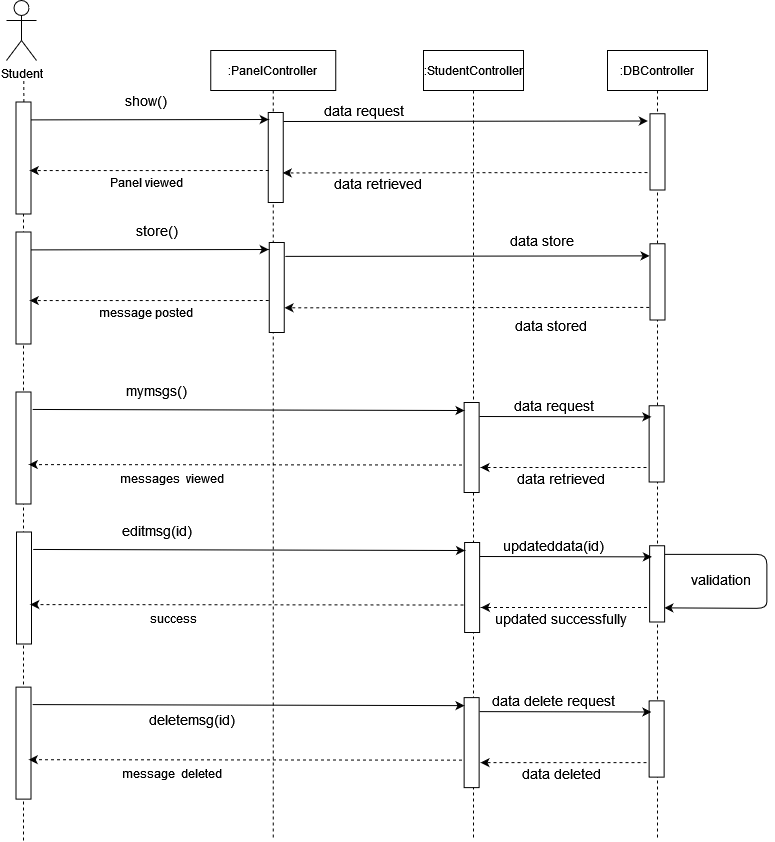 Student
:PanelController
:StudentController
:DBController
show()
data request
Panel viewed
data retrieved
store()
data store
message posted
data stored
mymsgs()
data request
messages viewed
data retrieved
editmsg(id)
updateddata(id)
validation
success
updated successfully
data delete request
deletemsg(id)
message deleted
data deleted